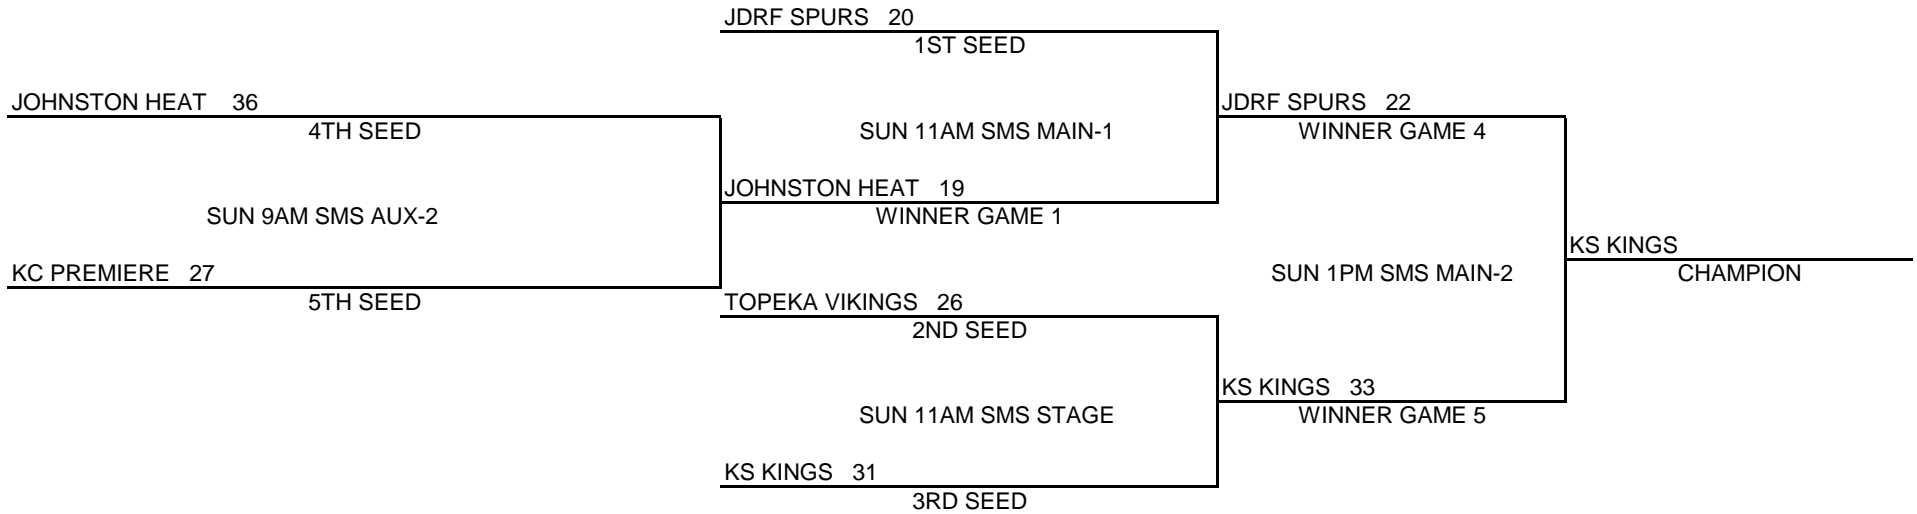 JDRF SPURS 20
1ST SEED
JOHNSTON HEAT 36
4TH SEED
SUN 11AM SMS MAIN-1
JDRF SPURS 22
WINNER GAME 4
JOHNSTON HEAT 19
WINNER GAME 1
SUN 9AM SMS AUX-2
KC PREMIERE 27
5TH SEED
SUN 1PM SMS MAIN-2
KS KINGS
CHAMPION
TOPEKA VIKINGS 26
2ND SEED
KS KINGS 33
WINNER GAME 5
SUN 11AM SMS STAGE
KS KINGS 31
3RD SEED